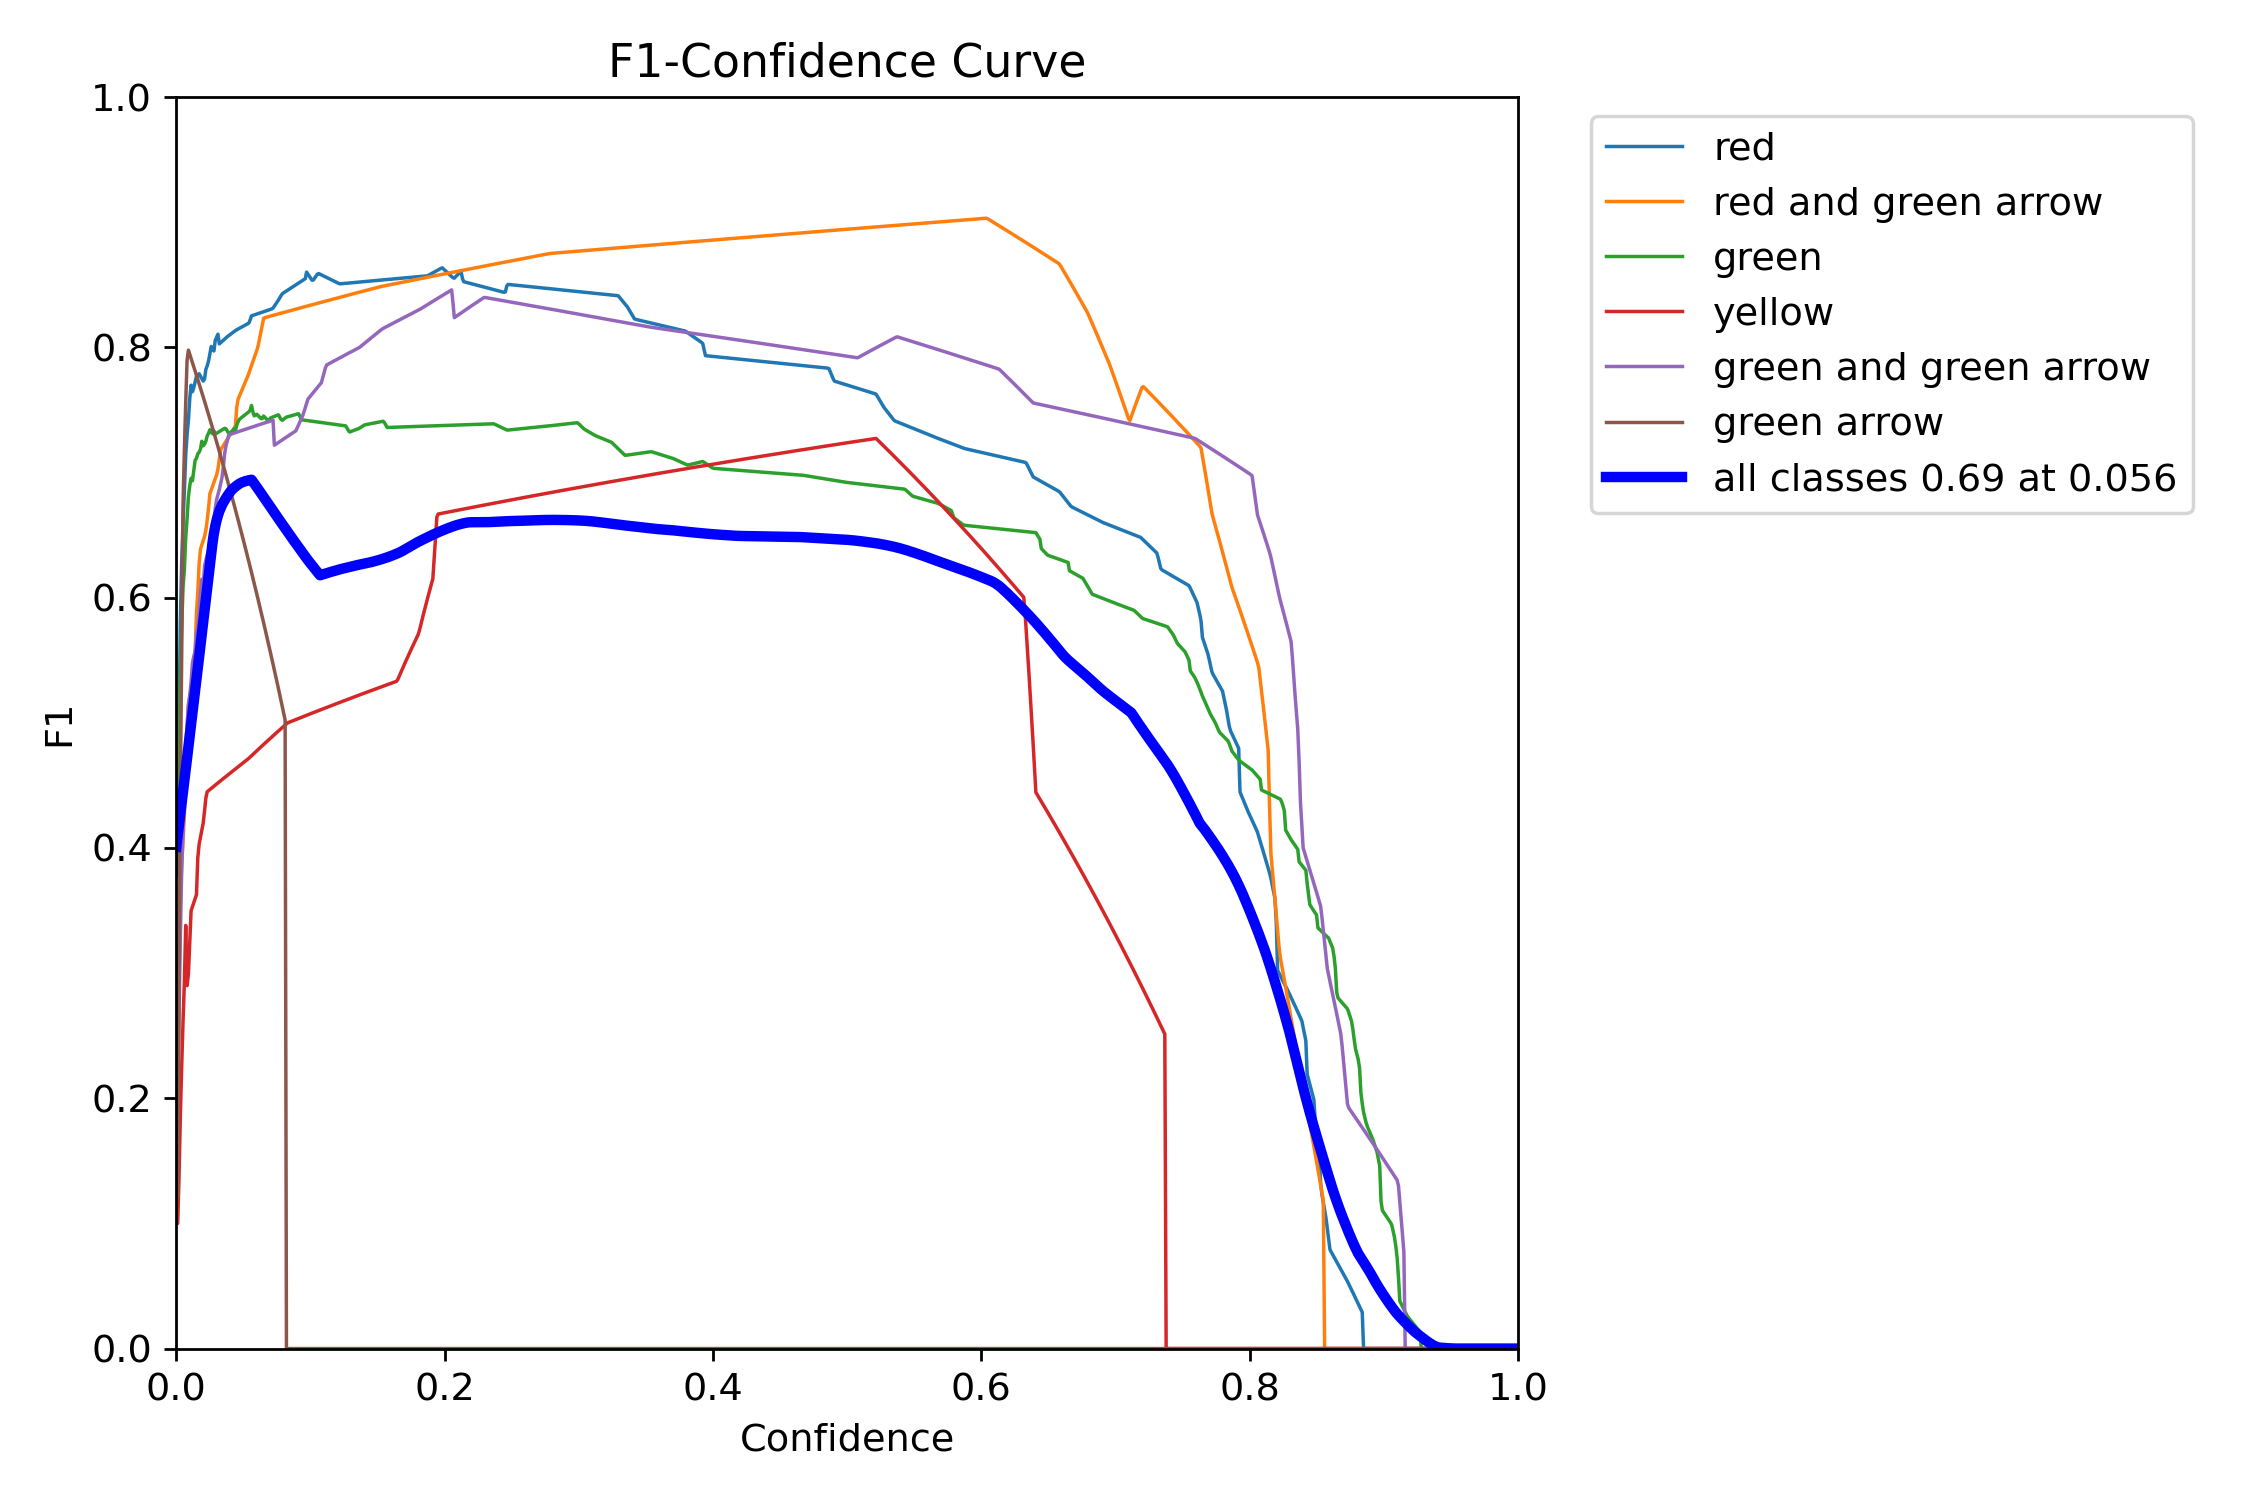 F1-Confidence Curve
1.0
0.8
0.6
0.4
0.2
0.0
F1
0.0 0.2 0.4 0.6 0.8 1.0
Confidence
red
red and green arrow
green
yellow
green and green arrow
green arrow
all classes 0.69 at 0.056